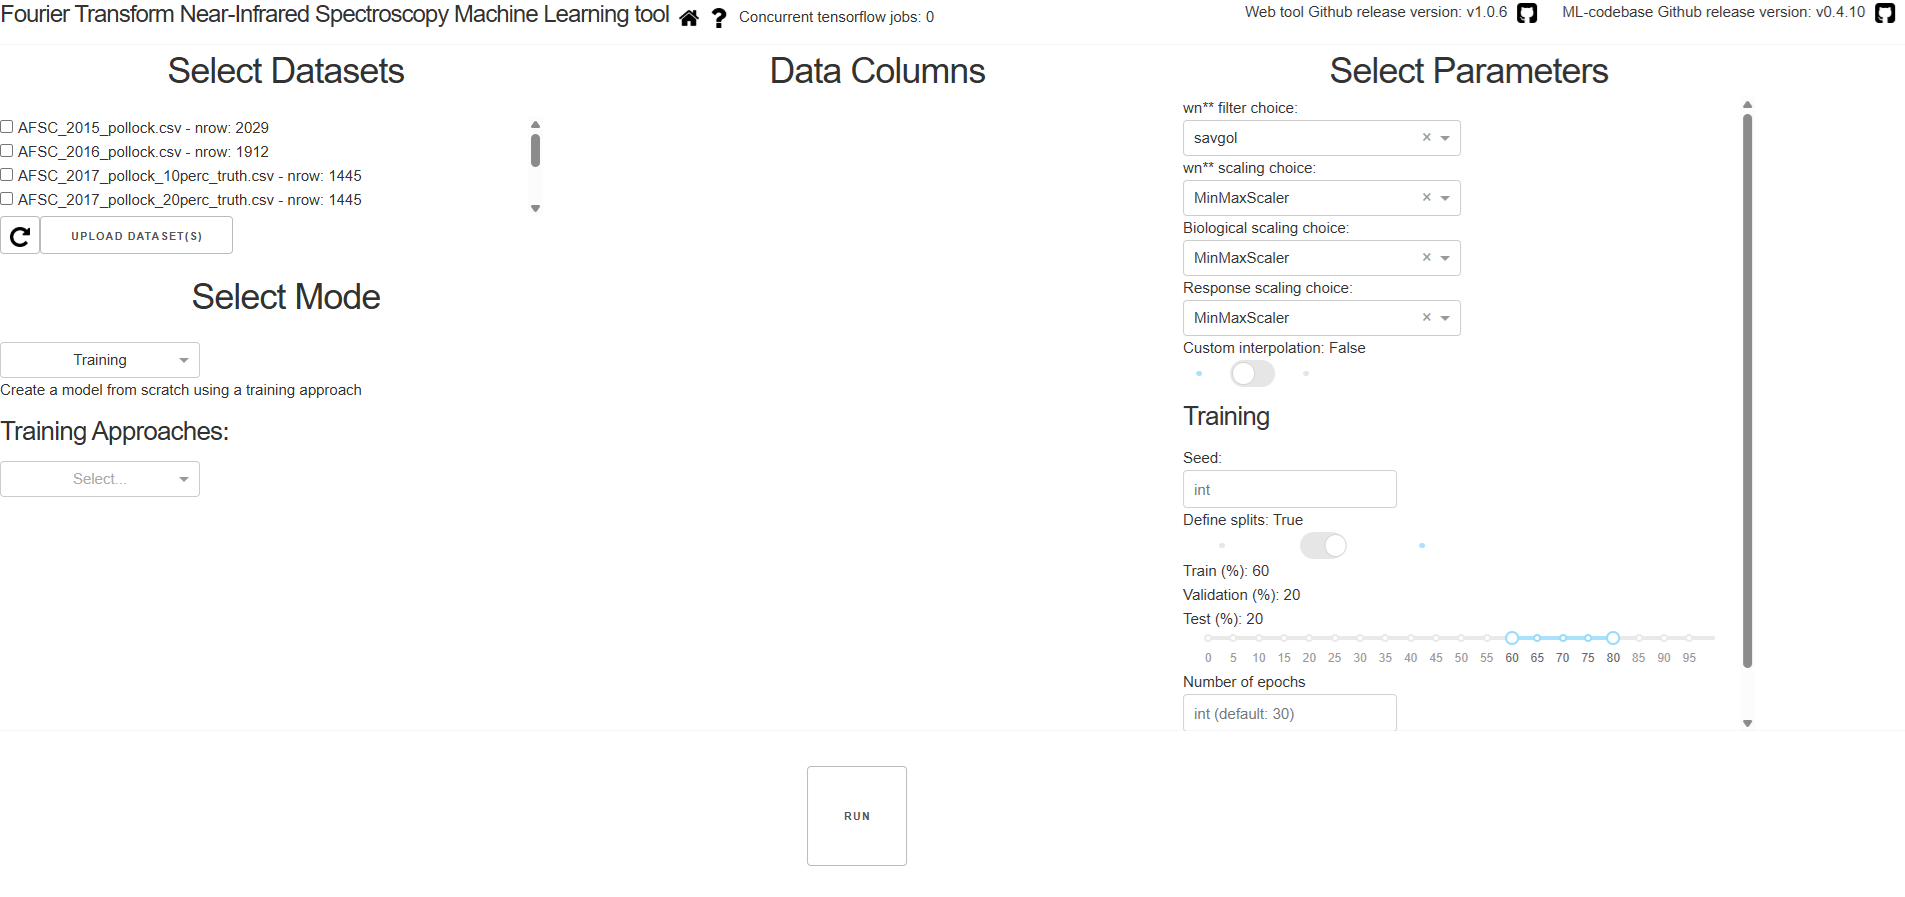 Fourier Transform Near-Infrared Spectroscopy Machine Learning tool
Concurrent tensorflow jobs: 0
Web tool Github release version: v1.0.6
ML-codebase Github release version: v0.4.10
Select Datasets
AFSC_2015_pollock.csv - nrow: 2029
AFSC_2016_pollock.csv - nrow: 1912
AFSC_2017_pollock_10perc_truth.csv - nrow: 1445
AFSC_2017_pollock_20perc_truth.csv - nrow: 1445
UPLOAD DATASET(S)
Select Mode
Training
Create a model from scratch using a training approach
Training Approaches:
Select...
Data Columns
Select Parameters
wn** filter choice:
savgol
wn** scaling choice:
MinMaxScaler
Biological scaling choice:
MinMaxScaler
Response scaling choice:
MinMaxScaler
Custom interpolation: False
Training
Seed:
int
Define splits: True
Train (%): 60
Validation (%): 20
Test (%): 20
0 5 10 15 20 25 30 35 40 45 50 55 60 65 70 75 80 85 90 95
Number of epochs
int (default: 30)
RUN